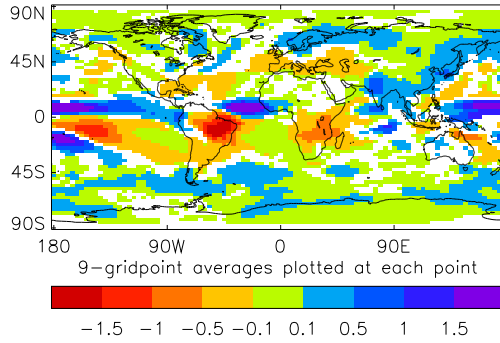 90N
45N
0
45S
90S
180 90W 0 90E
9-gridpoint averages plotted at each point
-1.5 -1 -0.5 -0.1 0.1 0.5 1 1.5